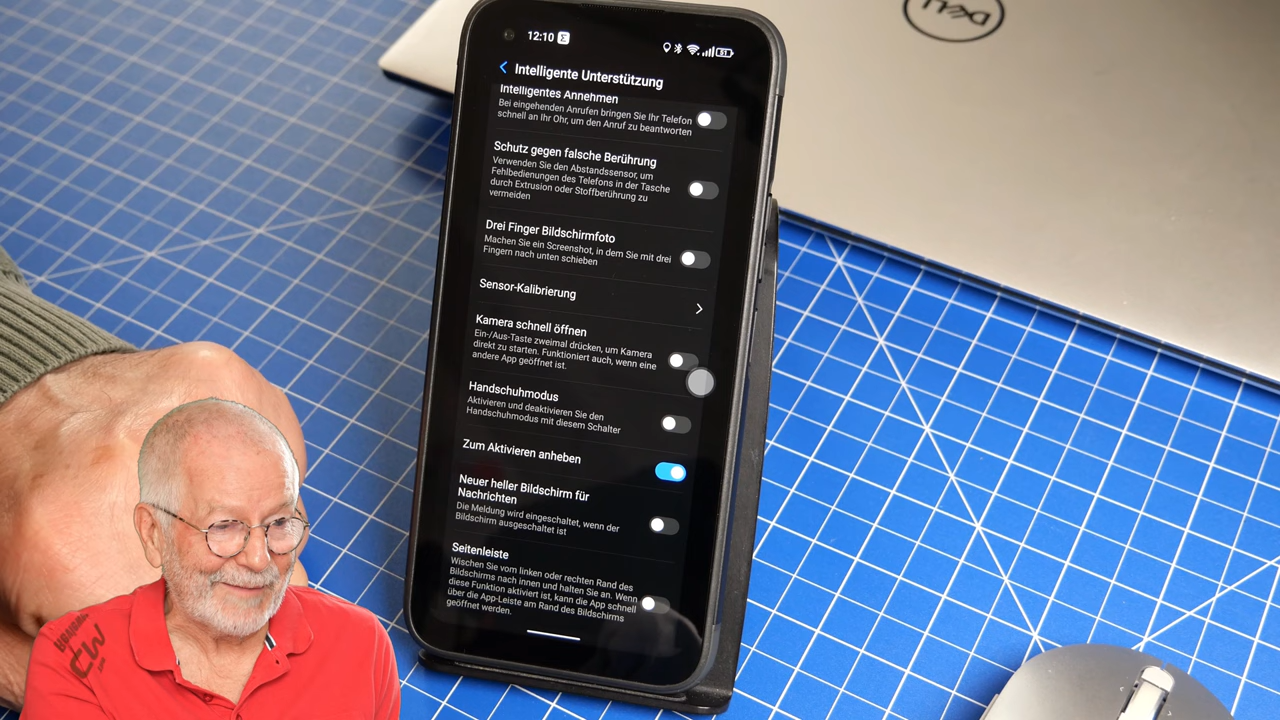 DELL
12:10
51
Intelligente Unterstützung
Intelligentes Annehmen
Bei eingehenden Anrufen bringen Sie Ihr Telefon
schnell an Ihr Ohr, um den Anruf zu beantworten
Schutz gegen falsche Berührung
Verwenden Sie den Abstandssensor, um
Fehlbedienungen des Telefons in der Tasche
durch Extrusion oder Stoffberührung zu
vermeiden
Drei Finger Bildschirmfoto
Machen Sie ein Screenshot, in dem Sie mit drei
Fingern nach unten schieben
Sensor-Kalibrierung
Kamera schnell öffnen
Ein-/Aus-Taste zweimal drücken, um Kamera
direkt zu starten. Funktioniert auch, wenn eine
andere App geöffnet ist.
Handschuhmodus
Aktivieren und deaktivieren Sie den
Handschuhmodus mit diesem Schalter
Zum Aktivieren anheben
Neuer heller Bildschirm für
Nachrichten
Die Meldung wird eingeschaltet, wenn der
Bildschirm ausgeschaltet ist
Seitenleiste
Wischen Sie vom linken oder rechten Rand des
Bildschirms nach innen und halten Sie an. Wenn
diese Funktion aktiviert ist, kann die App schnell
über die App-Leiste am Rand des Bildschirms
geöffnet werden.
CW